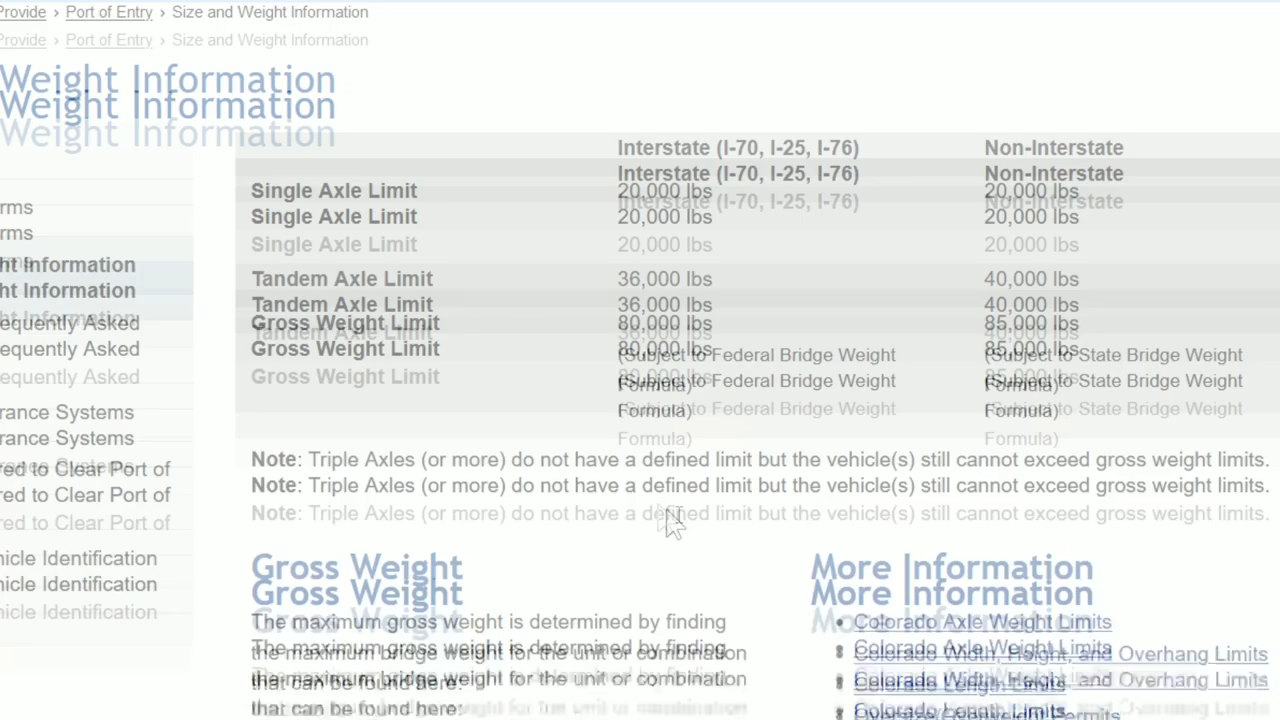 Provide › Port of Entry › Size and Weight Information
Weight Information
Interstate (I-70, I-25, I-76) Non-Interstate
Single Axle Limit 20,000 lbs 20,000 lbs
Tandem Axle Limit 36,000 lbs 40,000 lbs
Gross Weight Limit 80,000 lbs 85,000 lbs
(Subject to Federal Bridge Weight (Subject to State Bridge Weight
Formula) Formula)
Note: Triple Axles (or more) do not have a defined limit but the vehicle(s) still cannot exceed gross weight limits.
rms
ht Information
equently Asked
rance Systems
red to Clear Port of
hicle Identification
Gross Weight
The maximum gross weight is determined by finding
the maximum bridge weight for the unit or combination
that can be found here:
More Information
Colorado Axle Weight Limits
Colorado Width, Height, and Overhang Limits
Colorado Length Limits